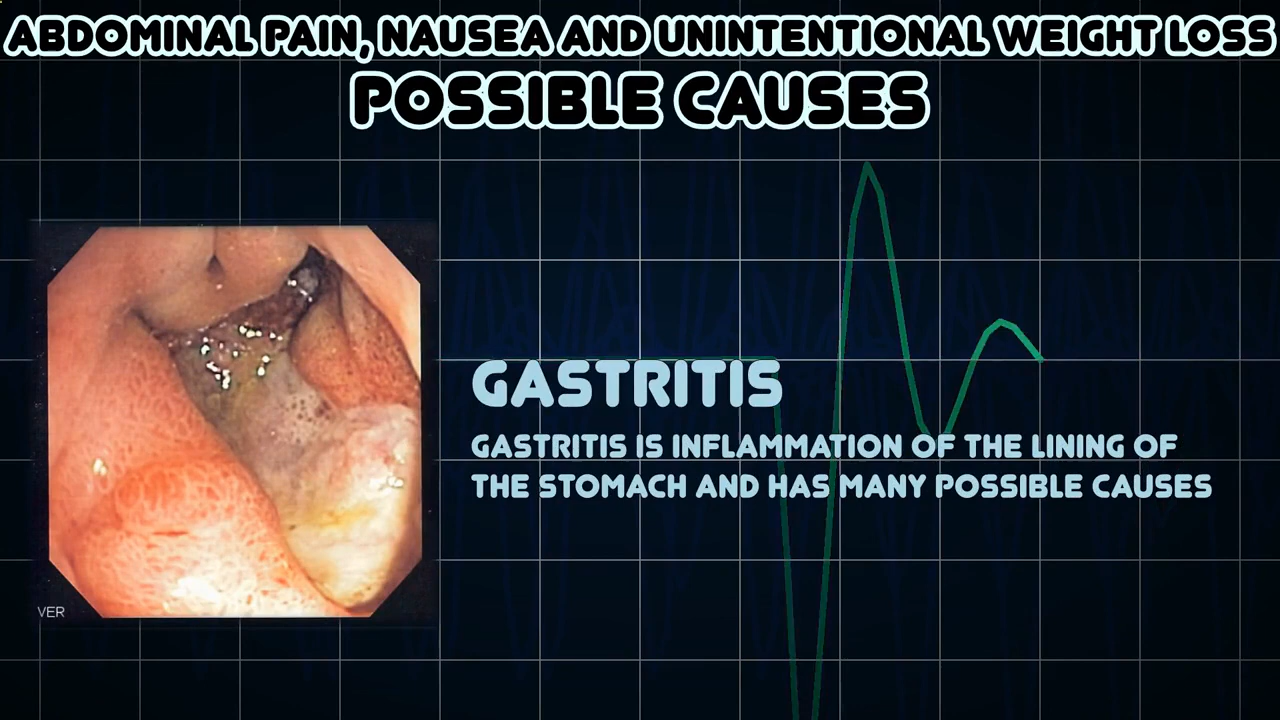 ABDOMINAL PAIN, NAUSEA AND UNINTENTIONAL WEIGHT LOSS
POSSIBLE CAUSES
GASTRITIS
GASTRITIS IS INFLAMMATION OF THE LINING OF
THE STOMACH AND HAS MANY POSSIBLE CAUSES
VER